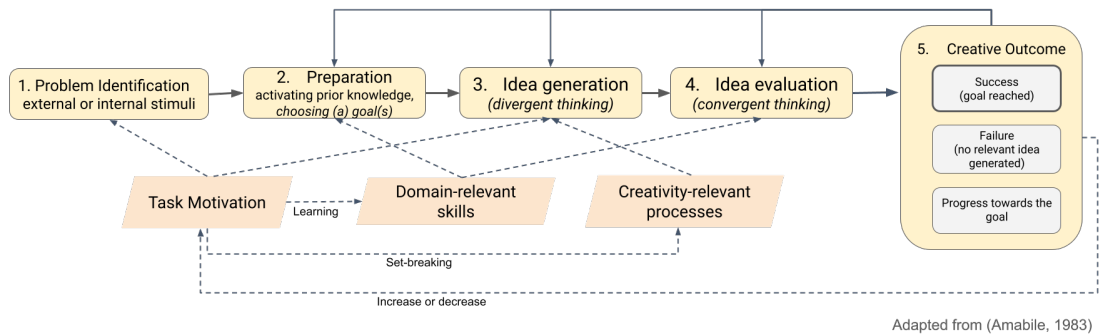 1. Problem Identification
external or internal stimuli
2. Preparation
activating prior knowledge,
choosing (a) goal(s)
3. Idea generation
(divergent thinking)
4. Idea evaluation
(convergent thinking)
5. Creative Outcome
Success
(goal reached)
Failure
(no relevant idea
generated)
Progress towards the
goal
Task Motivation
Learning
Domain-relevant
skills
Creativity-relevant
processes
Set-breaking
Increase or decrease
Adapted from (Amabile, 1983)